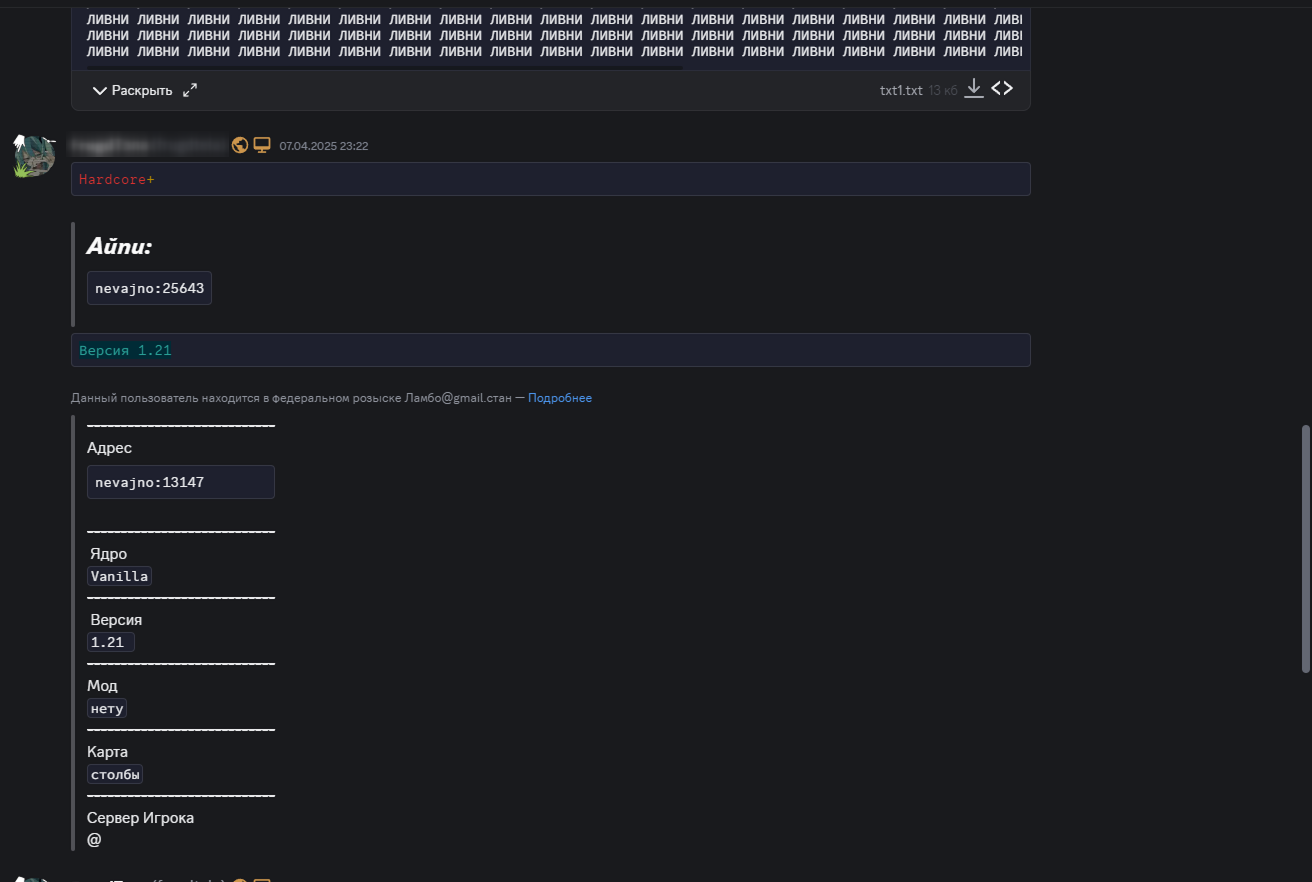 ЛИВНИ ЛИВНИ ЛИВНИ ЛИВНИ ЛИВНИ ЛИВНИ ЛИВНИ ЛИВНИ ЛИВНИ ЛИВНИ ЛИВНИ ЛИВНИ ЛИВНИ ЛИВНИ ЛИВНИ ЛИВНИ ЛИВНИ ЛИВНИ ЛИВ
ЛИВНИ ЛИВНИ ЛИВНИ ЛИВНИ ЛИВНИ ЛИВНИ ЛИВНИ ЛИВНИ ЛИВНИ ЛИВНИ ЛИВНИ ЛИВНИ ЛИВНИ ЛИВНИ ЛИВНИ ЛИВНИ ЛИВНИ ЛИВНИ ЛИВ
ЛИВНИ ЛИВНИ ЛИВНИ ЛИВНИ ЛИВНИ ЛИВНИ ЛИВНИ ЛИВНИ ЛИВНИ ЛИВНИ ЛИВНИ ЛИВНИ ЛИВНИ ЛИВНИ ЛИВНИ ЛИВНИ ЛИВНИ ЛИВНИ ЛИВ
Раскрыть txt1.txt 13 кб
07.04.2025 23:22
Hardcore+
Айпи:
nevajno:25643
Версия 1.21
Данный пользователь находится в федеральном розыске Ламбо@gmail.стан — Подробнее
Адрес
nevajno:13147
Ядро
Vanilla
Версия
1.21
Мод
нету
Карта
столбы
Сервер Игрока
@